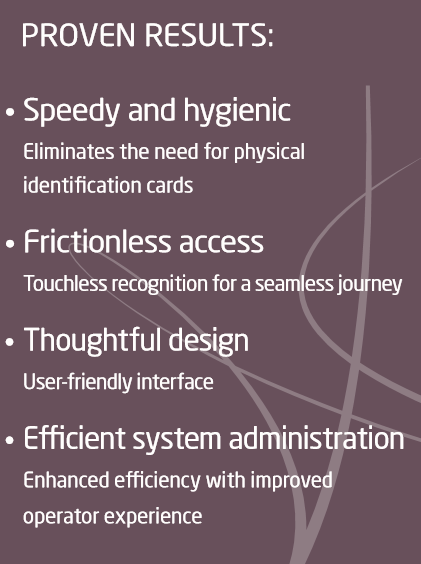 PROVEN RESULTS:
• Speedy and hygienic
Eliminates the need for physical
identification cards
• Frictionless access
Touchless recognition for a seamless journey
• Thoughtful design
User-friendly interface
• Efficient system administration
Enhanced efficiency with improved
operator experience